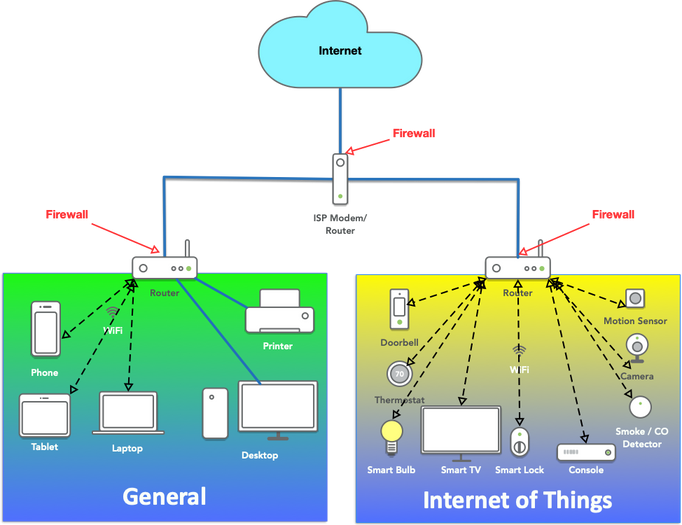 Internet
Firewall
ISP Modem/
Router
Firewall
Firewall
Router
WiFi
Phone
Printer
Tablet
Laptop
Desktop
General
Router
Doorbell
Motion Sensor
WiFi
70
Thermostat
Camera
Smoke / CO
Detector
Smart Bulb
Smart TV
Smart Lock
Console
Internet of Things